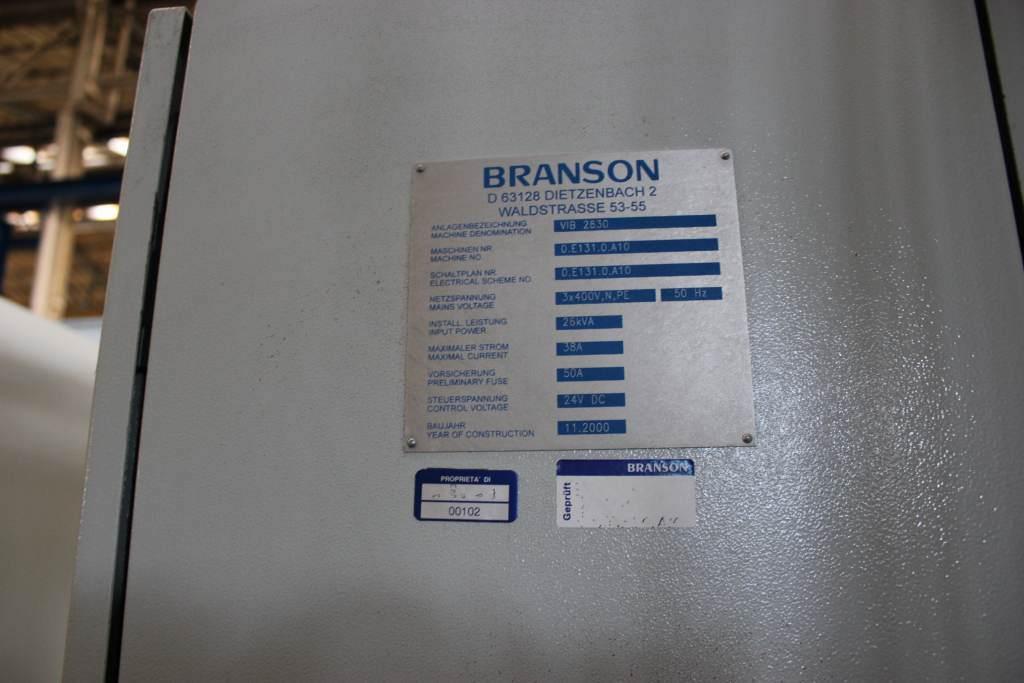 BRANSON
D 63128 DIETZENBACH 2
WALDSTRASSE 53-55
ANLAGENBEZEICHNUNG
MACHINE DENOMINATION
VIB 2830
MASCHINEN NR.
MACHINE NO.
0.E131.0.A10
SCHALTPLAN NR.
ELECTRICAL SCHEME NO.
0.E131.0.A10
NETZSPANNUNG
MAINS VOLTAGE
3x400V,N,PE 50 Hz
INSTALL. LEISTUNG
INPUT POWER
26kVA
MAXIMALER STROM
MAXIMAL CURRENT
38A
VORSICHERUNG
PRELIMINARY FUSE
50A
STEUERSPANNUNG
CONTROL VOLTAGE
24V DC
BAUJAHR
YEAR OF CONSTRUCTION
11.2000
PROPRIETA' DI
00102
BRANSON
Geprüft